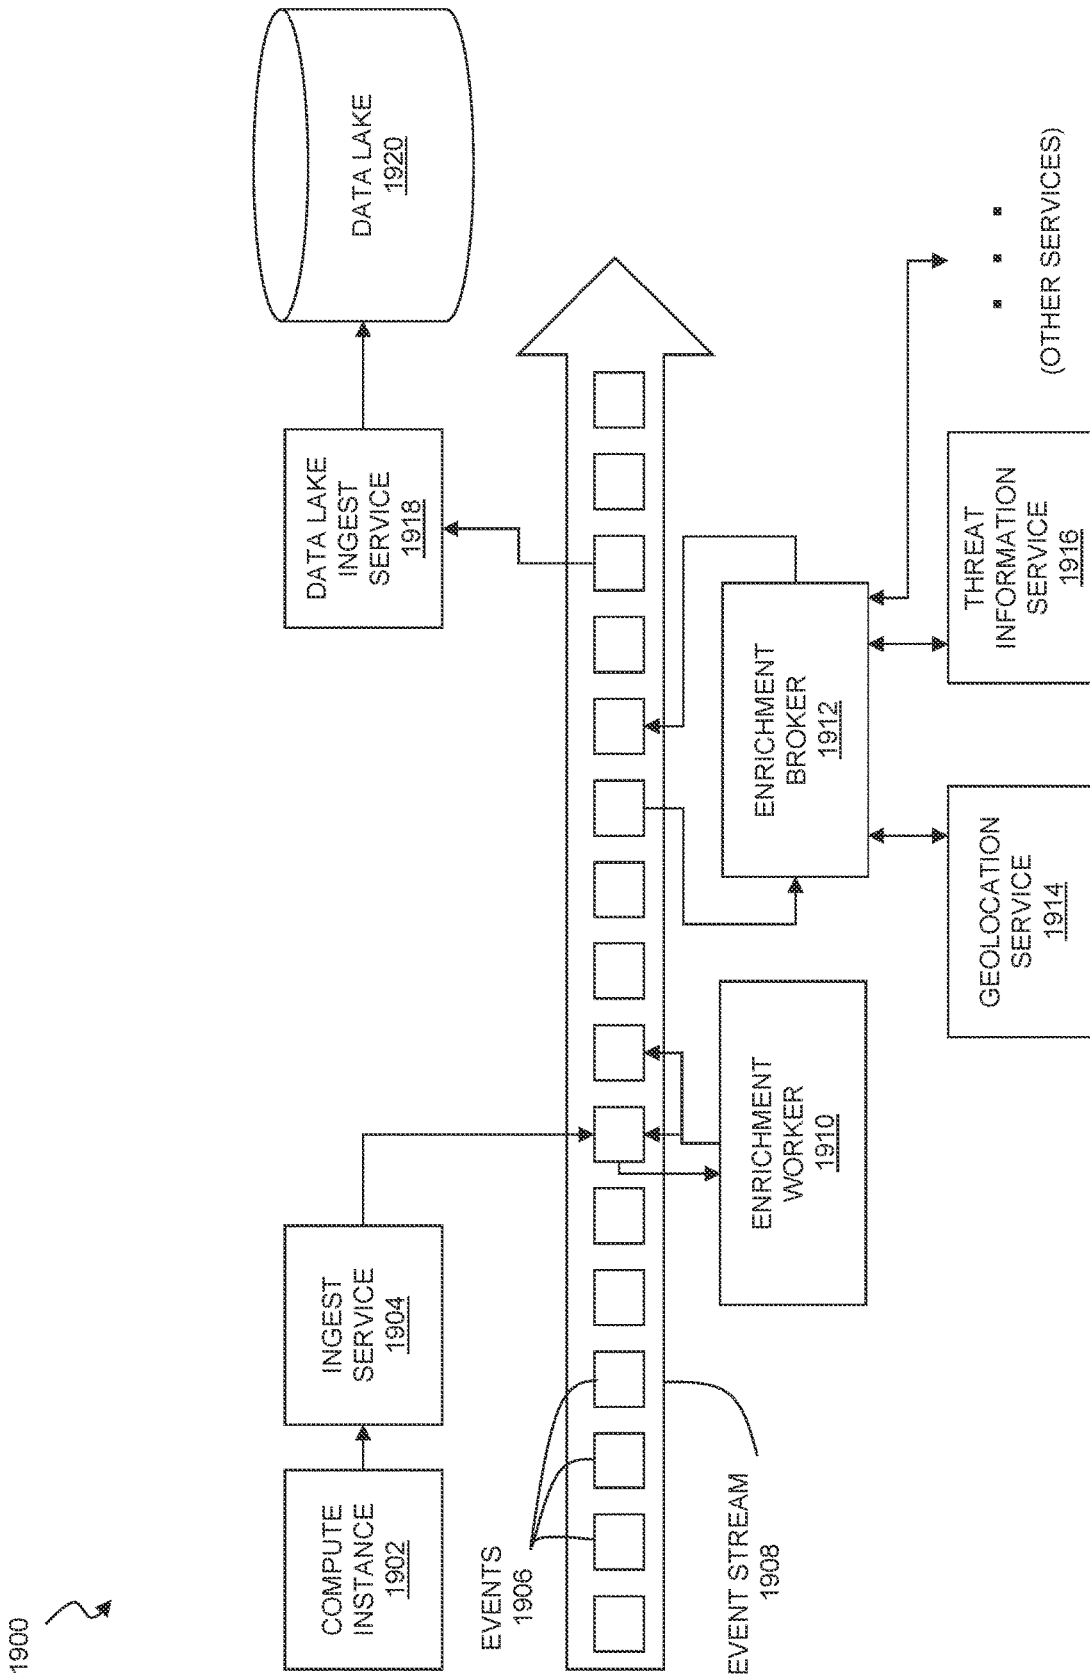 1900
COMPUTE
INSTANCE
1902
INGEST
SERVICE
1904
DATA LAKE
INGEST
SERVICE
1918
DATA LAKE
1920
EVENTS
1906
EVENT STREAM
1908
ENRICHMENT
WORKER
1910
ENRICHMENT
BROKER
1912
GEOLOCATION
SERVICE
1914
THREAT
INFORMATION
SERVICE
1916
(OTHER SERVICES)